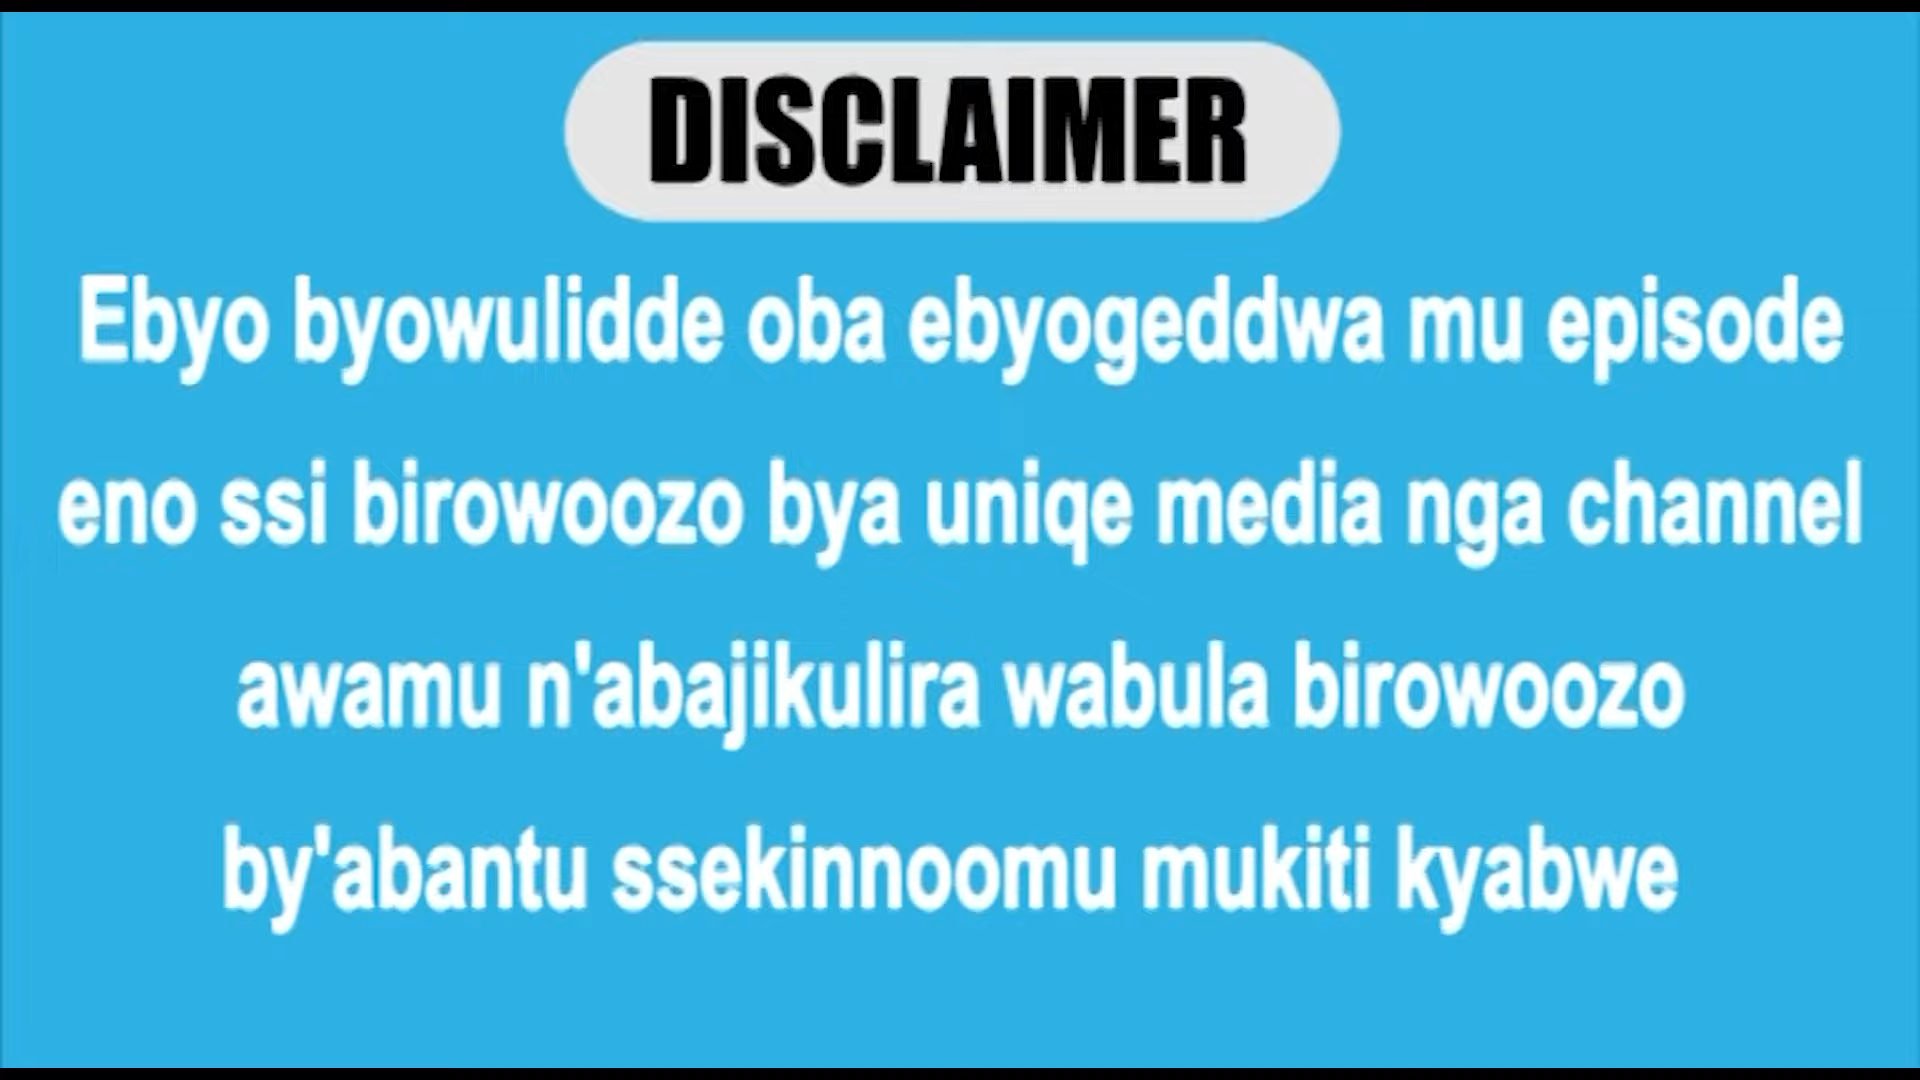 DISCLAIMER
Ebyo byowulidde oba ebyogeddwa mu episode
eno ssi birowoozo bya uniqe media nga channel
awamu n'abajikulira wabula birowoozo
by'abantu ssekinnoomu mukiti kyabwe